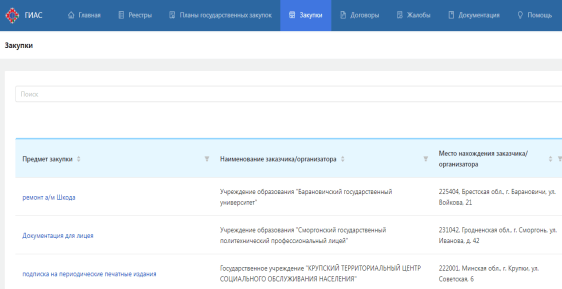 ГИАС Главная Реестры Планы государственных закупок Закупки Договоры Жалобы Документация Помощь
Закупки
Поиск
Предмет закупки Наименование заказчика/организатора Место нахождения заказчика/
организатора
ремонт а/м Шкода Учреждение образования "Барановичский государственный
университет" 225404, Брестская обл., г. Барановичи, ул.
Войкова, 21
Документация для лицея Учреждение образования "Сморгонский государственный
политехнический профессиональный лицей" 231042, Гродненская обл., г. Сморгонь, ул.
Иванова, д. 42
подписка на периодические печатные издания Государственное учреждение "КРУПСКИЙ ТЕРРИТОРИАЛЬНЫЙ ЦЕНТР
СОЦИАЛЬНОГО ОБСЛУЖИВАНИЯ НАСЕЛЕНИЯ" 222001, Минская обл., г. Крупки, ул.
Советская, 6